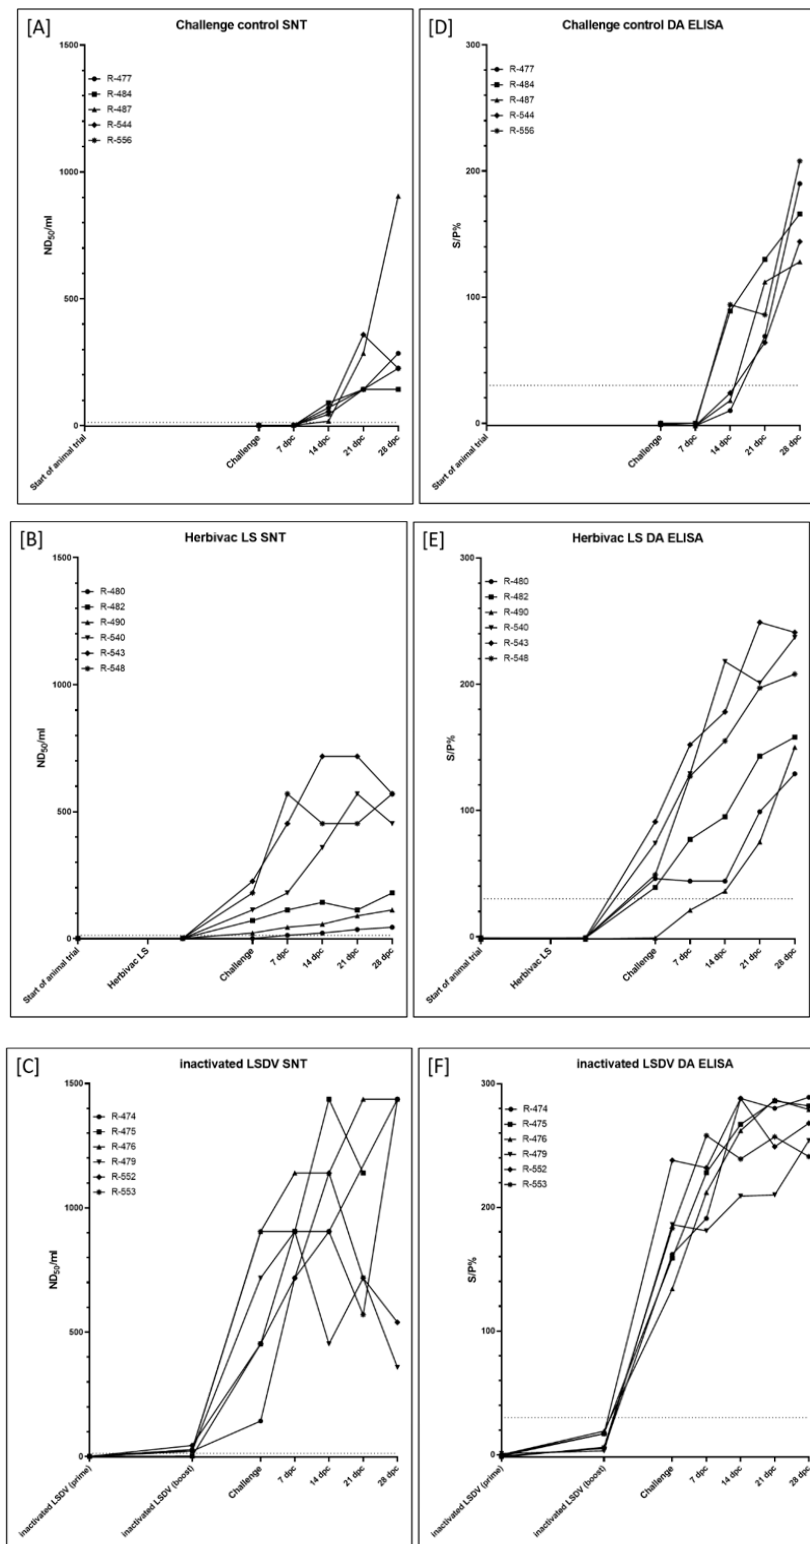 [A]
Challenge control SNT
1500
1000
500
0
ND50/ml
R-477
R-484
R-487
R-544
R-556
Start of animal trial
Challenge
7 dpc
14 dpc
21 dpc
28 dpc
[D]
Challenge control DA ELISA
300
200
100
0
S/P%
R-477
R-484
R-487
R-544
R-556
Start of animal trial
Challenge
7 dpc
14 dpc
21 dpc
28 dpc
[B]
Herbivac LS SNT
1500
1000
500
0
ND50/ml
R-480
R-482
R-490
R-540
R-543
R-548
Start of animal trial
Herbivac LS
Challenge
7 dpc
14 dpc
21 dpc
28 dpc
[E]
Herbivac LS DA ELISA
300
200
100
0
S/P%
R-480
R-482
R-490
R-540
R-543
R-548
Start of animal trial
Herbivac LS
Challenge
7 dpc
14 dpc
21 dpc
28 dpc
[C]
inactivated LSDV SNT
1500
1000
500
0
ND50/ml
R-474
R-475
R-476
R-479
R-552
R-553
inactivated LSDV (prime)
inactivated LSDV (boost)
Challenge
7 dpc
14 dpc
21 dpc
28 dpc
[F]
inactivated LSDV DA ELISA
300
200
100
0
S/P%
R-474
R-475
R-476
R-479
R-552
R-553
inactivated LSDV (prime)
inactivated LSDV (boost)
Challenge
7 dpc
14 dpc
21 dpc
28 dpc